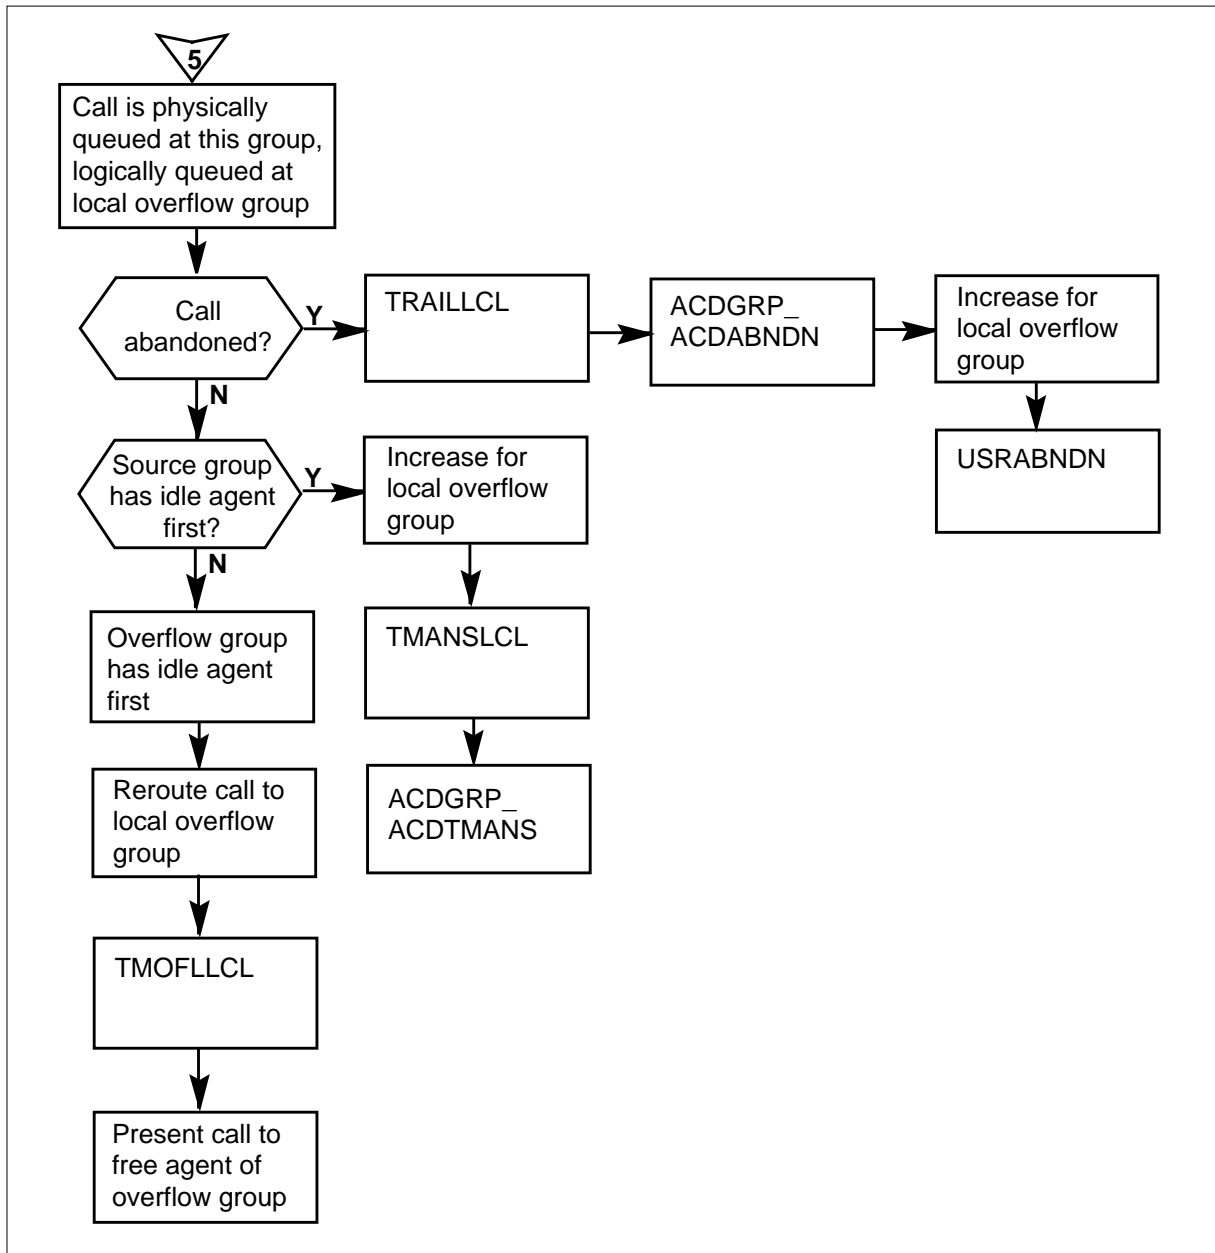 5
Call is physically
queued at this group,
logically queued at
local overflow group
Call
abandoned?
Y
TRAILLCL
ACDGRP_
ACDABNDN
Increase for
local overflow
group
USRABNDN
N
Source group
has idle agent
first?
Y
Increase for
local overflow
group
TMANSLCL
ACDGRP_
ACDTMANS
N
Overflow group
has idle agent
first
Reroute call to
local overflow
group
TMOFLLCL
Present call to
free agent of
overflow group